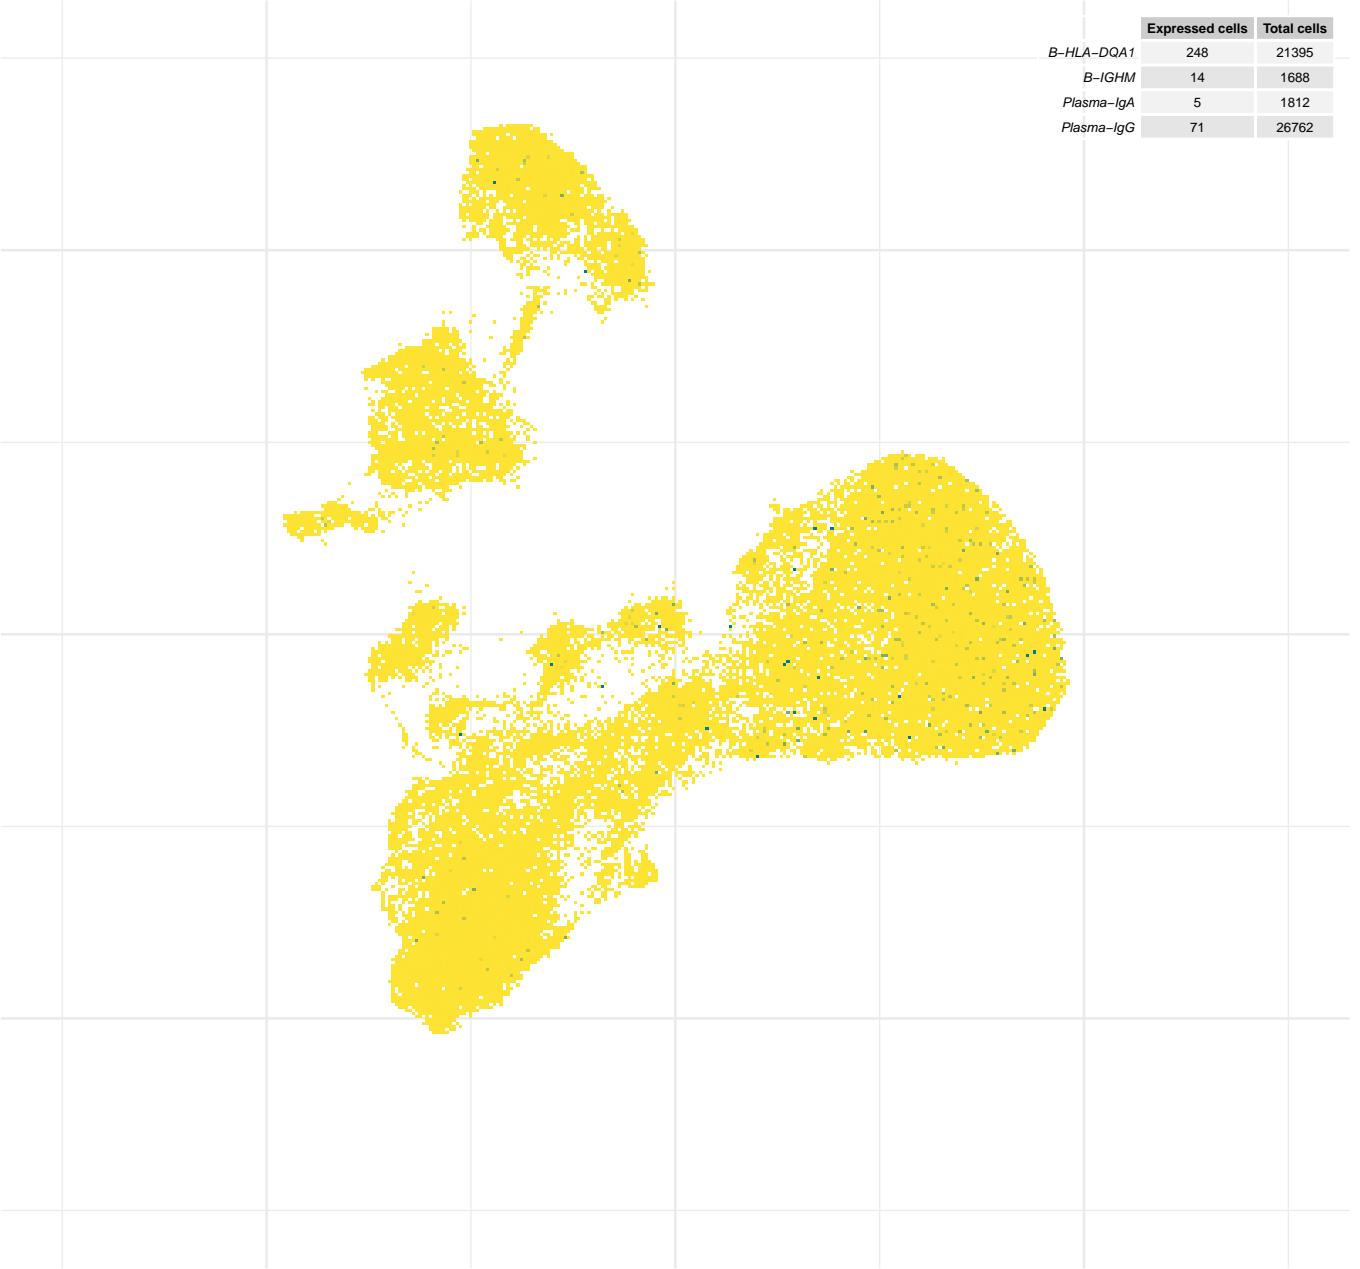 Expressed cells Total cells
B−HLA−DQA1 248 21395
B−IGHM 14 1688
Plasma−IgA 5 1812
Plasma−IgG 71 26762